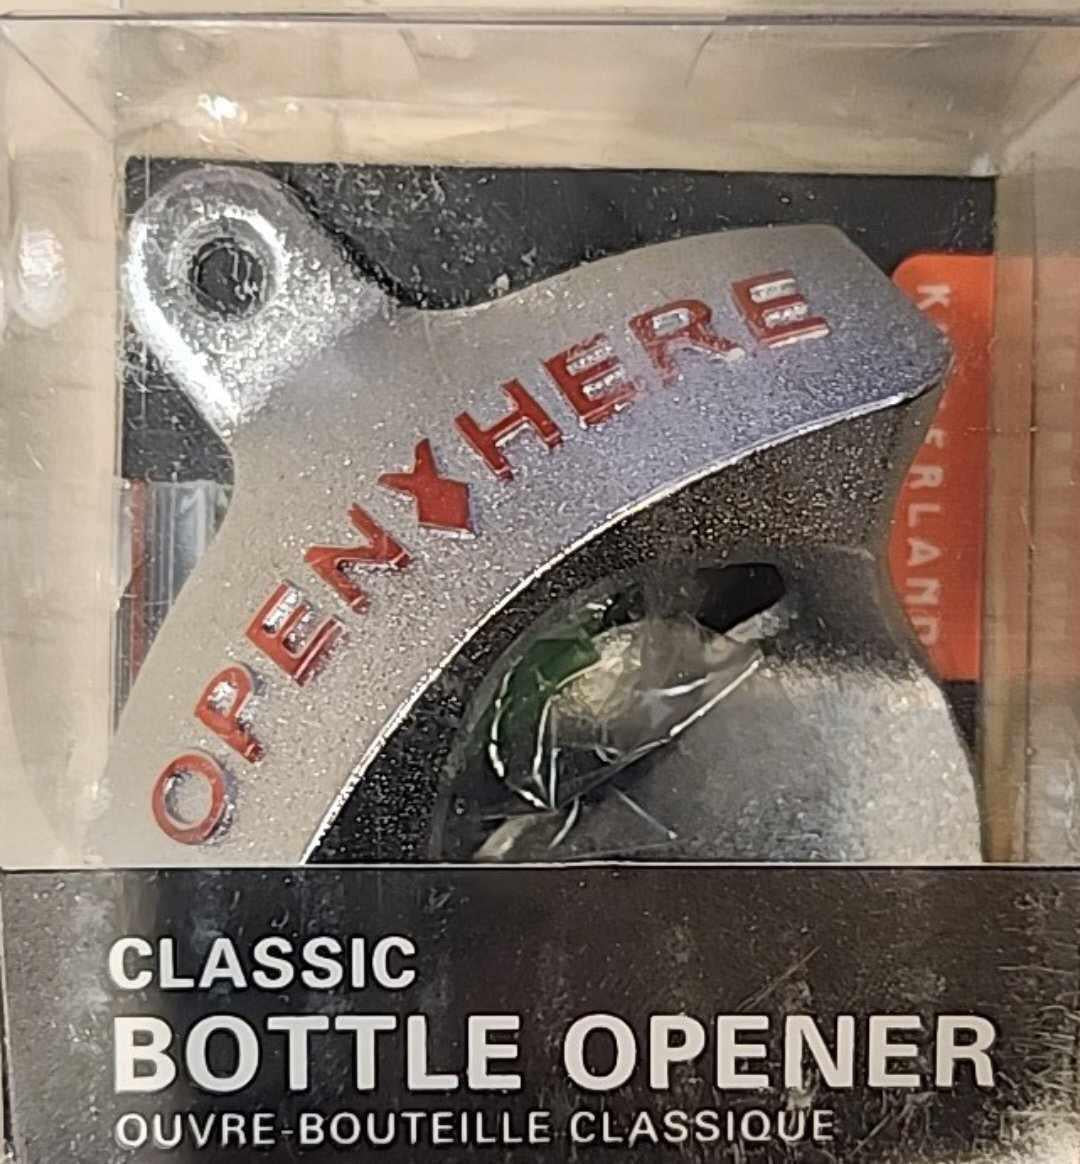 OPEN HERE
CLASSIC
BOTTLE OPENER
OUVRE-BOUTEILLE CLASSIQUE